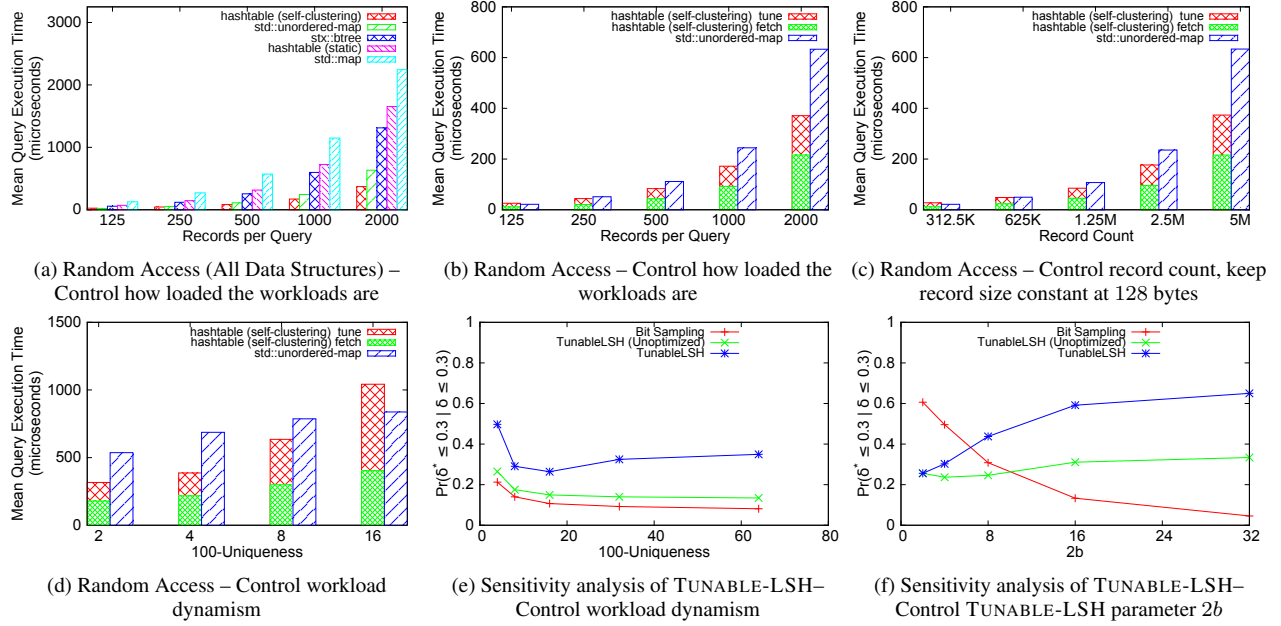 hashtable (self-clustering)
std::unordered-map
stx::btree
hashtable (static)
std::map
Mean Query Execution Time
(microseconds)
3000
2000
1000
0
125 250 500 1000 2000
Records per Query
(a) Random Access (All Data Structures) –
Control how loaded the workloads are
hashtable (self-clustering) tune
hashtable (self-clustering) fetch
std::unordered-map
Mean Query Execution Time
(microseconds)
800
600
400
200
0
125 250 500 1000 2000
Records per Query
(b) Random Access – Control how loaded the
workloads are
hashtable (self-clustering) tune
hashtable (self-clustering) fetch
std::unordered-map
Mean Query Execution Time
(microseconds)
800
600
400
200
0
312.5K 625K 1.25M 2.5M 5M
Record Count
(c) Random Access – Control record count, keep
record size constant at 128 bytes
hashtable (self-clustering) tune
hashtable (self-clustering) fetch
std::unordered-map
Mean Query Execution Time
(microseconds)
1500
1000
500
0
2 4 8 16
100-Uniqueness
(d) Random Access – Control workload
dynamism
Bit Sampling
TunableLSH (Unoptimized)
TunableLSH
Pr(δ* ≤ 0.3 | δ ≤ 0.3)
1
0.8
0.6
0.4
0.2
0
0 20 40 60 80
100-Uniqueness
(e) Sensitivity analysis of TUNABLE-LSH–
Control workload dynamism
Bit Sampling
TunableLSH (Unoptimized)
TunableLSH
Pr(δ* ≤ 0.3 | δ ≤ 0.3)
1
0.8
0.6
0.4
0.2
0
0 8 16 24 32
2b
(f) Sensitivity analysis of TUNABLE-LSH–
Control TUNABLE-LSH parameter 2b